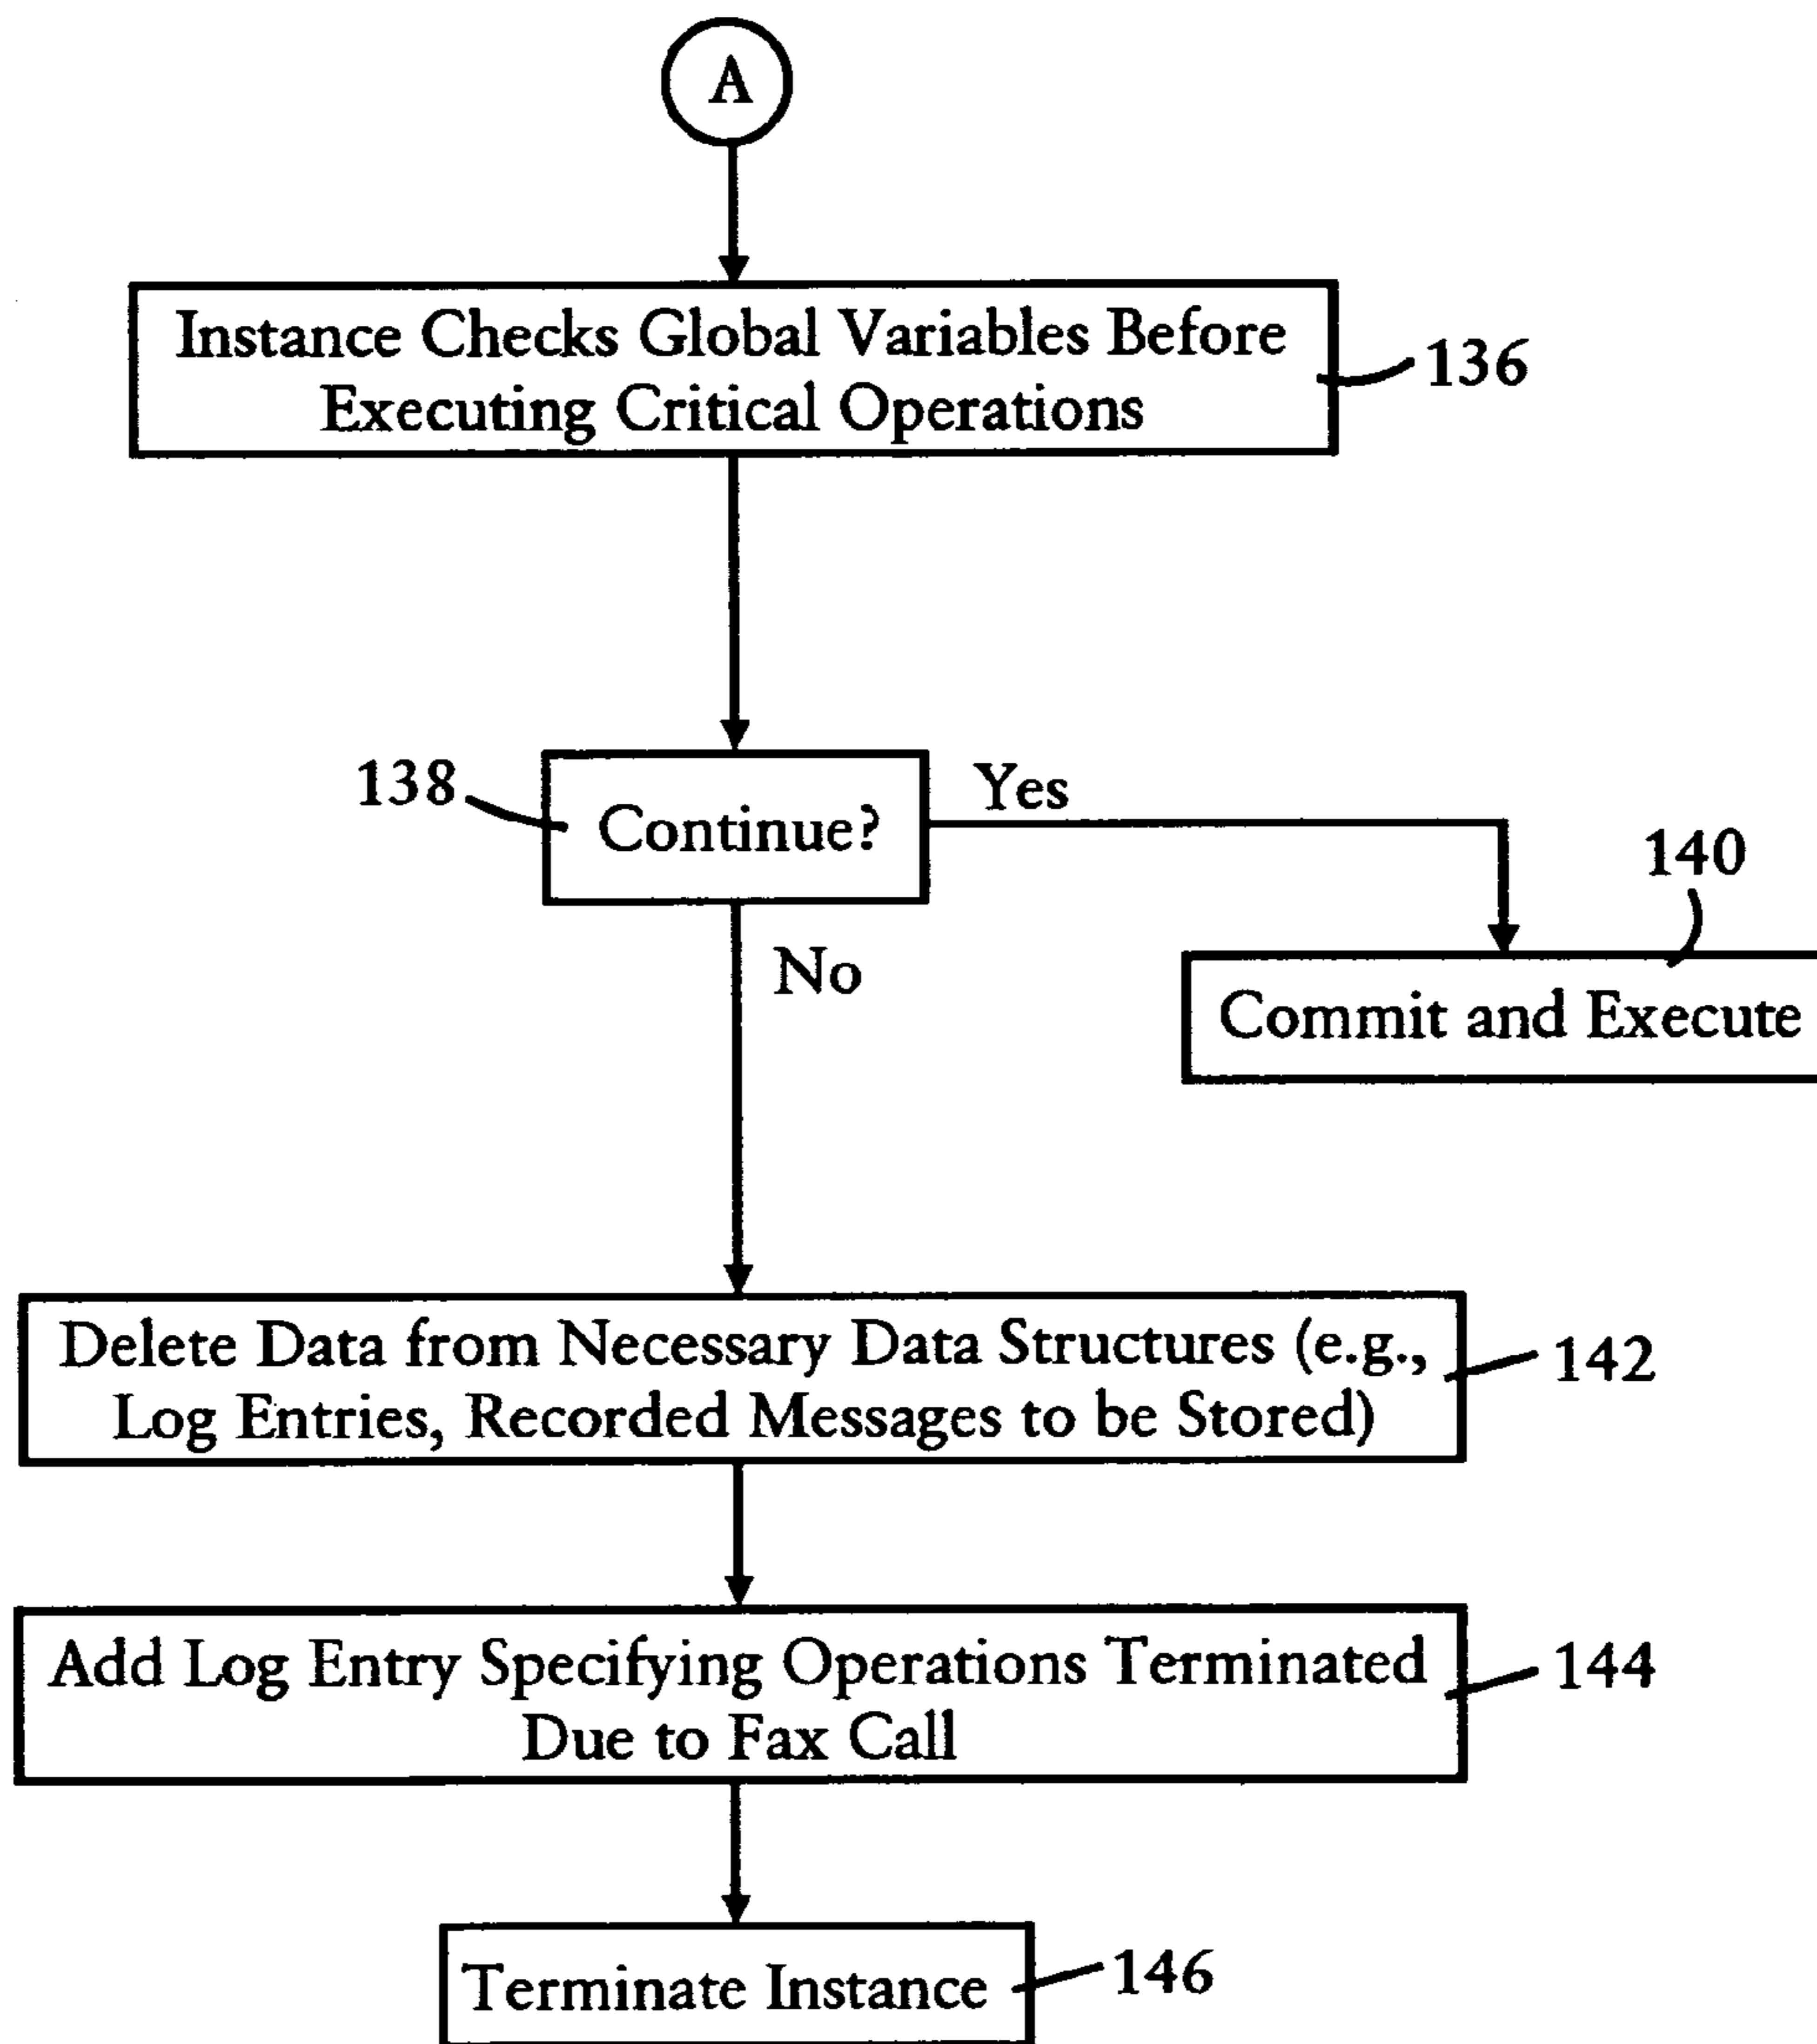 A
Instance Checks Global Variables Before
Executing Critical Operations
136
138
Continue?
Yes
140
No
Commit and Execute
Delete Data from Necessary Data Structures (e.g.,
Log Entries, Recorded Messages to be Stored)
142
Add Log Entry Specifying Operations Terminated
Due to Fax Call
144
Terminate Instance
146